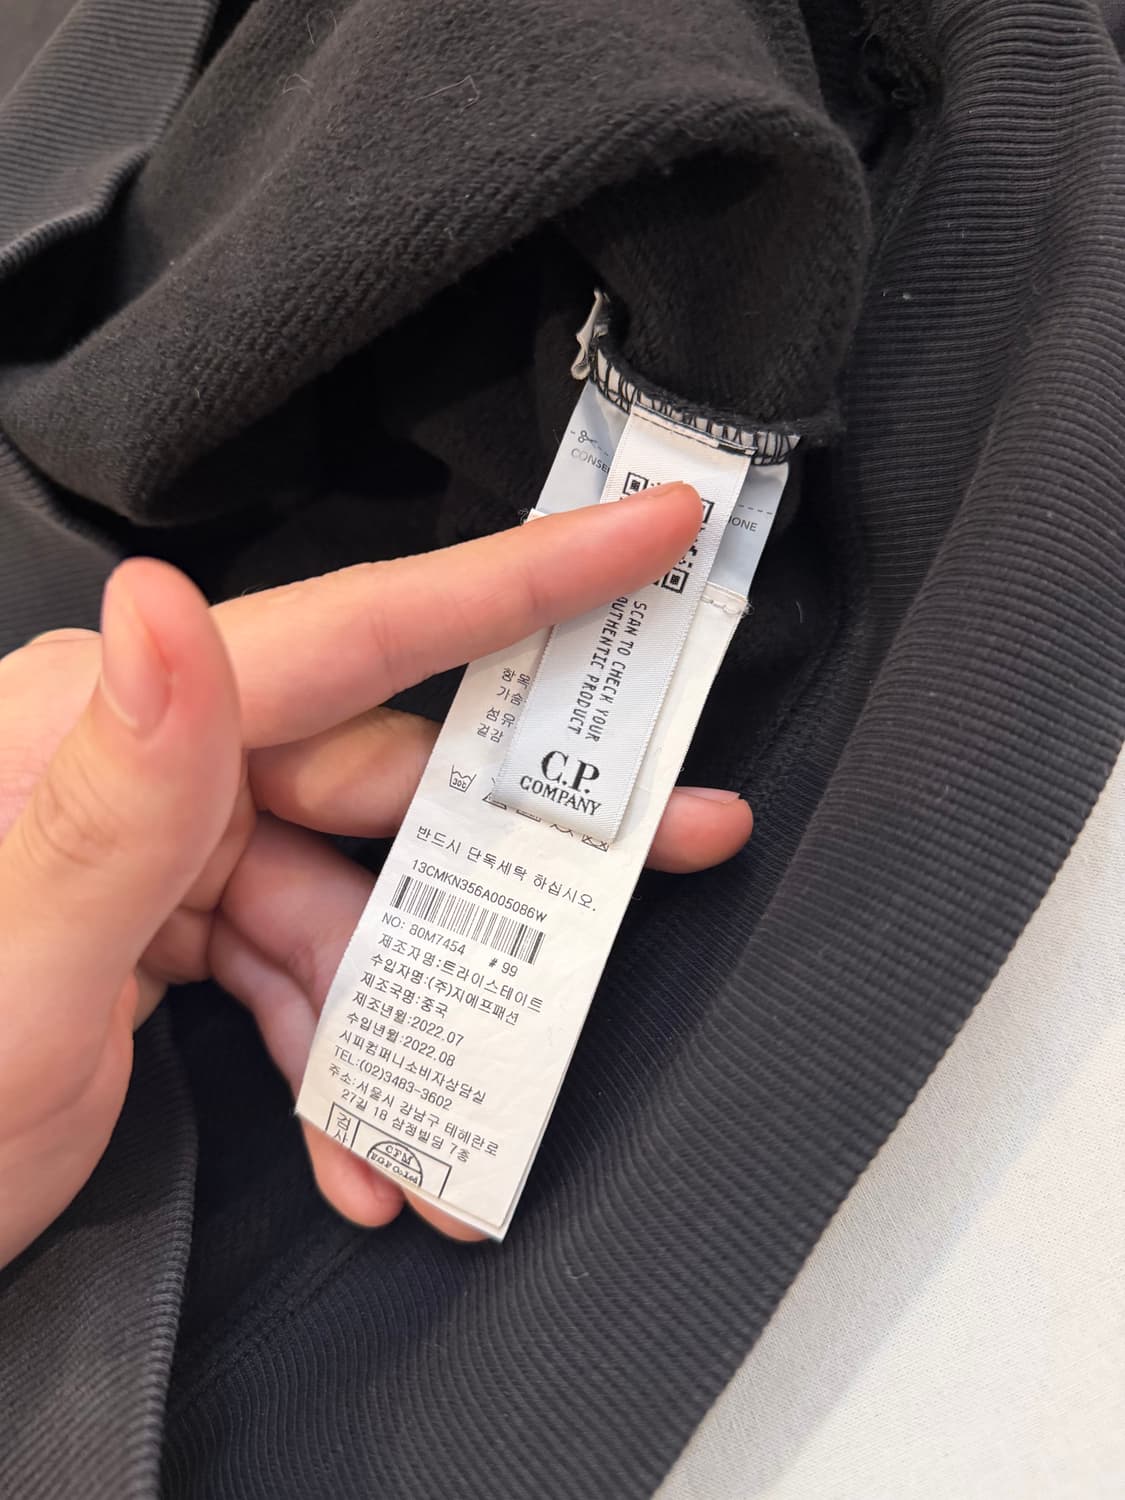 CONSE
IONE
SCAN TO CHECK YOUR
AUTHENTIC PRODUCT
C.P.
COMPANY
항목
가슴
섬유
겉감
30℃
반드시 단독세탁 하십시오.
13CMKN356A005086W
NO: 80M7454 # 99
제조자명:트라이스테이트
수입자명:(주)지에프패션
제조국명:중국
제조년월:2022.07
수입년월:2022.08
시피컴퍼니소비자상담실
TEL:(02)3483-3602
주소:서울시 강남구 테헤란로
27길 18 삼정빌딩 7층
검사